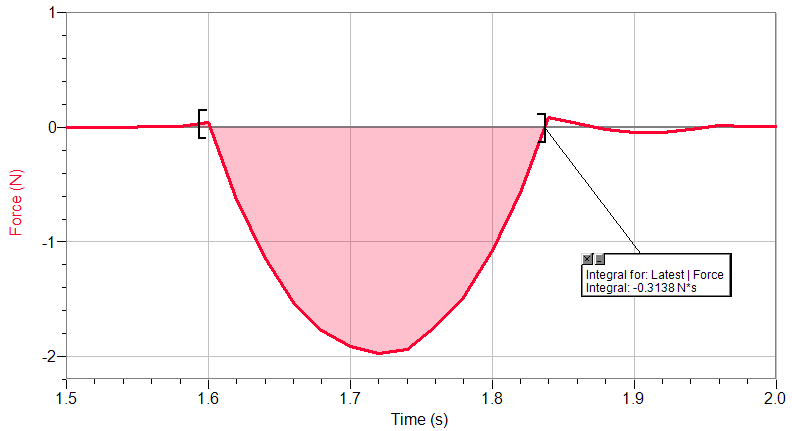 1
0
-1
-2
Force (N)
Integral for: Latest | Force
Integral: -0.3138 N*s
1.5 1.6 1.7 1.8 1.9 2.0
Time (s)